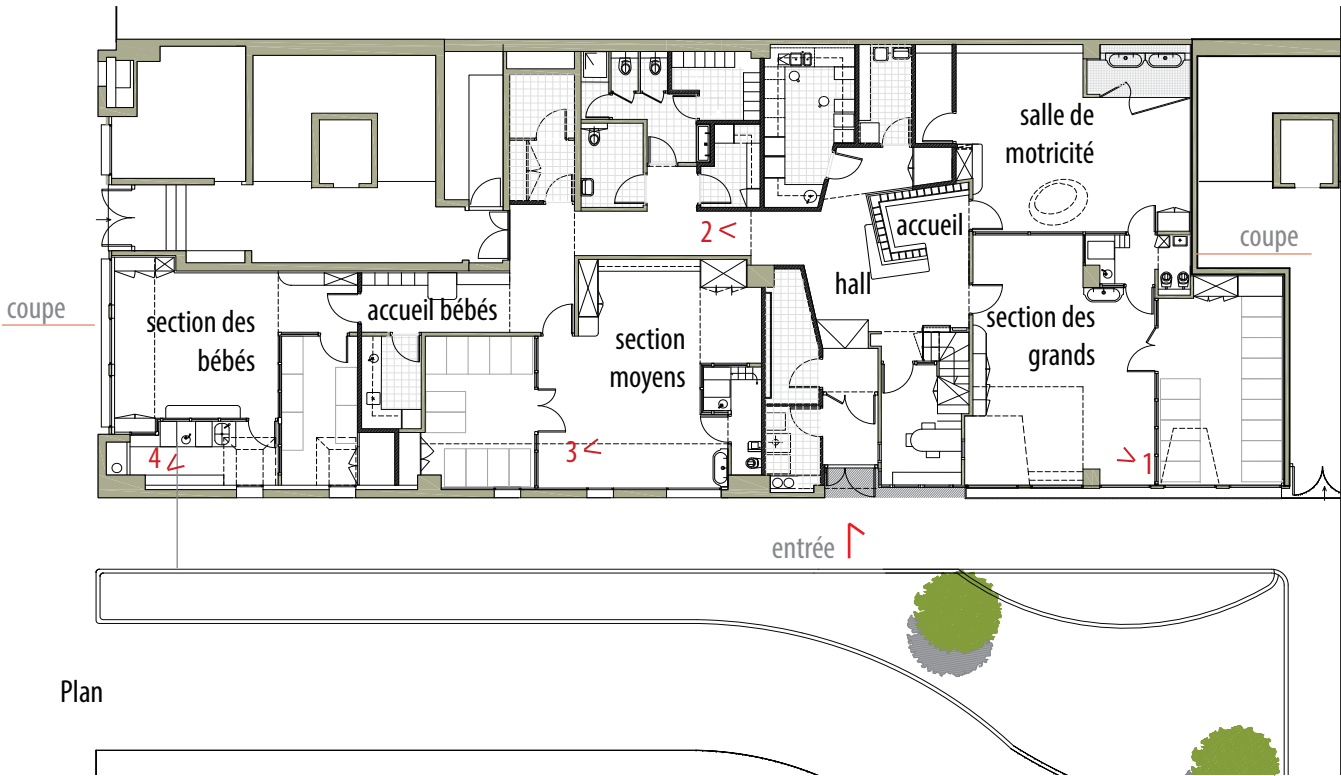 salle de
motricité
accueil
2
coupe
hall
coupe
section des
bébés
accueil bébés
section
moyens
section des
grands
4
3
1
entrée
Plan